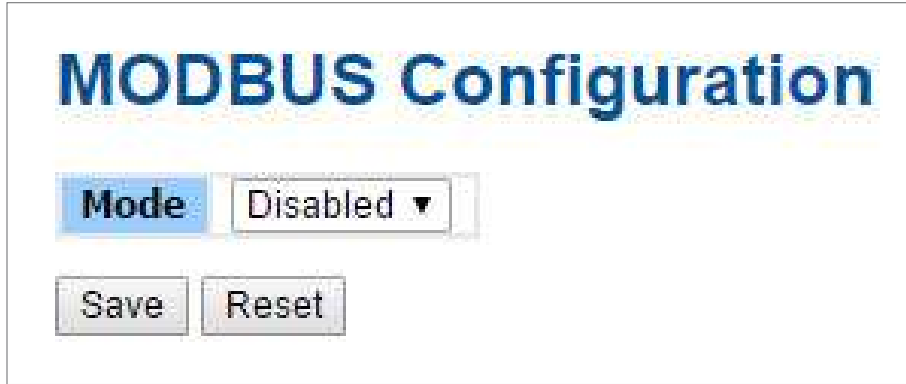 MODBUS Configuration
Mode Disabled ▼
Save Reset